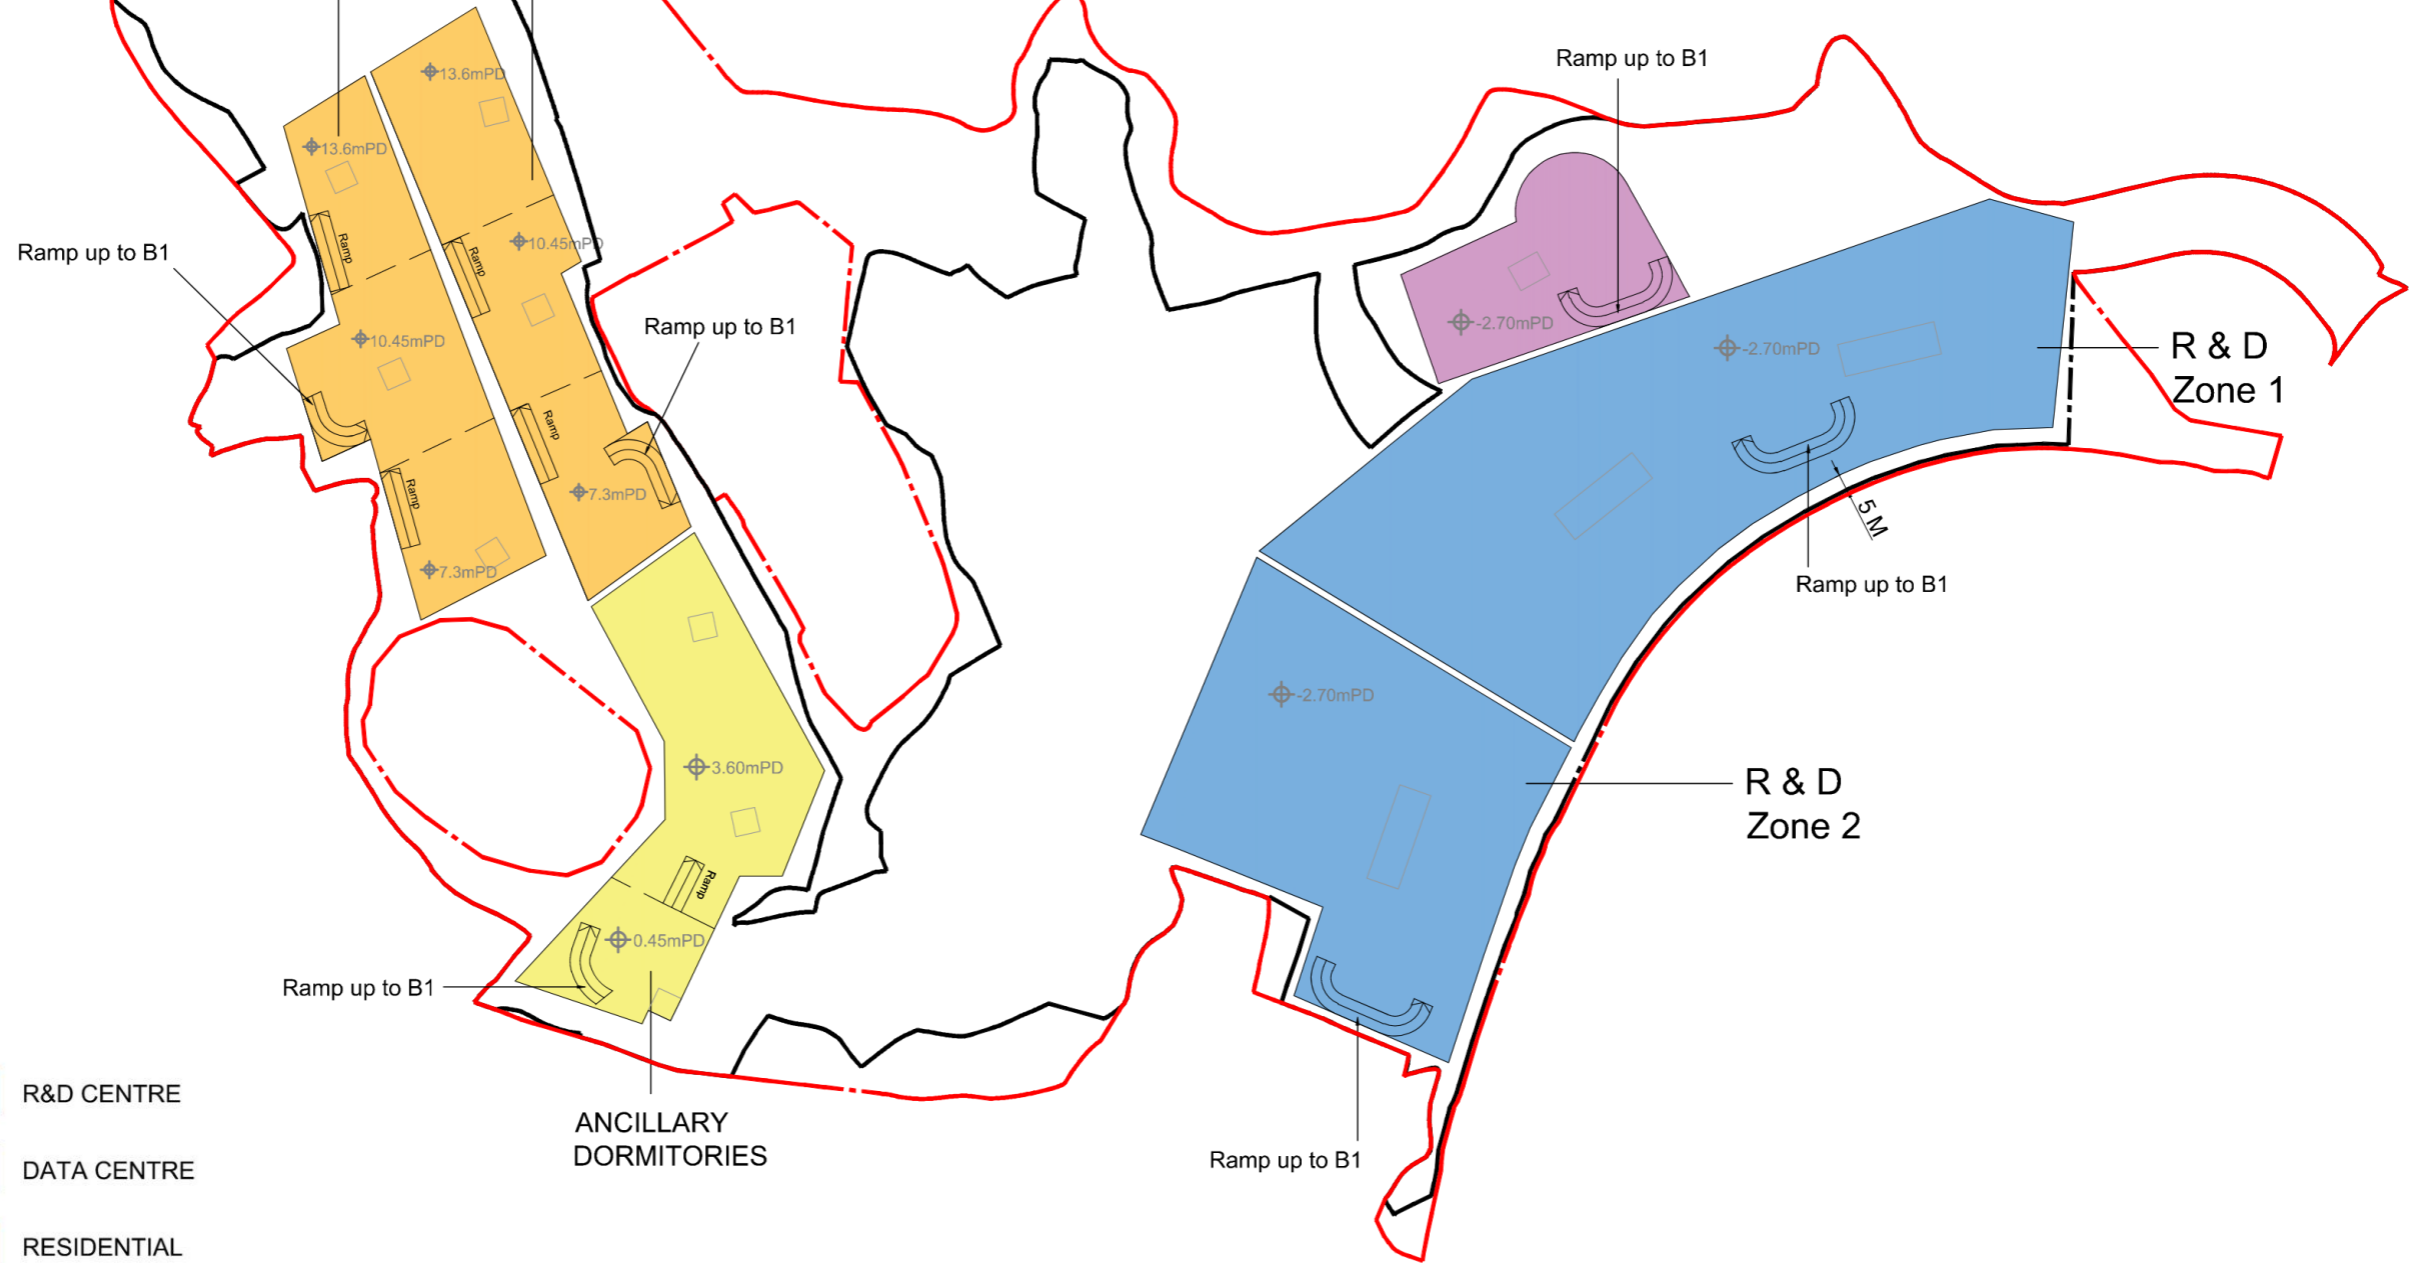 Ramp up to B1
13.6mPD
13.6mPD
Ramp
Ramp
10.45mPD
Ramp up to B1
10.45mPD
Ramp up to B1
-2.70mPD
-2.70mPD
R & D
Zone 1
Ramp
Ramp
7.3mPD
7.3mPD
5 M
Ramp up to B1
-2.70mPD
3.60mPD
R & D
Zone 2
Ramp
0.45mPD
Ramp up to B1
R&D CENTRE
ANCILLARY
DORMITORIES
Ramp up to B1
DATA CENTRE
RESIDENTIAL